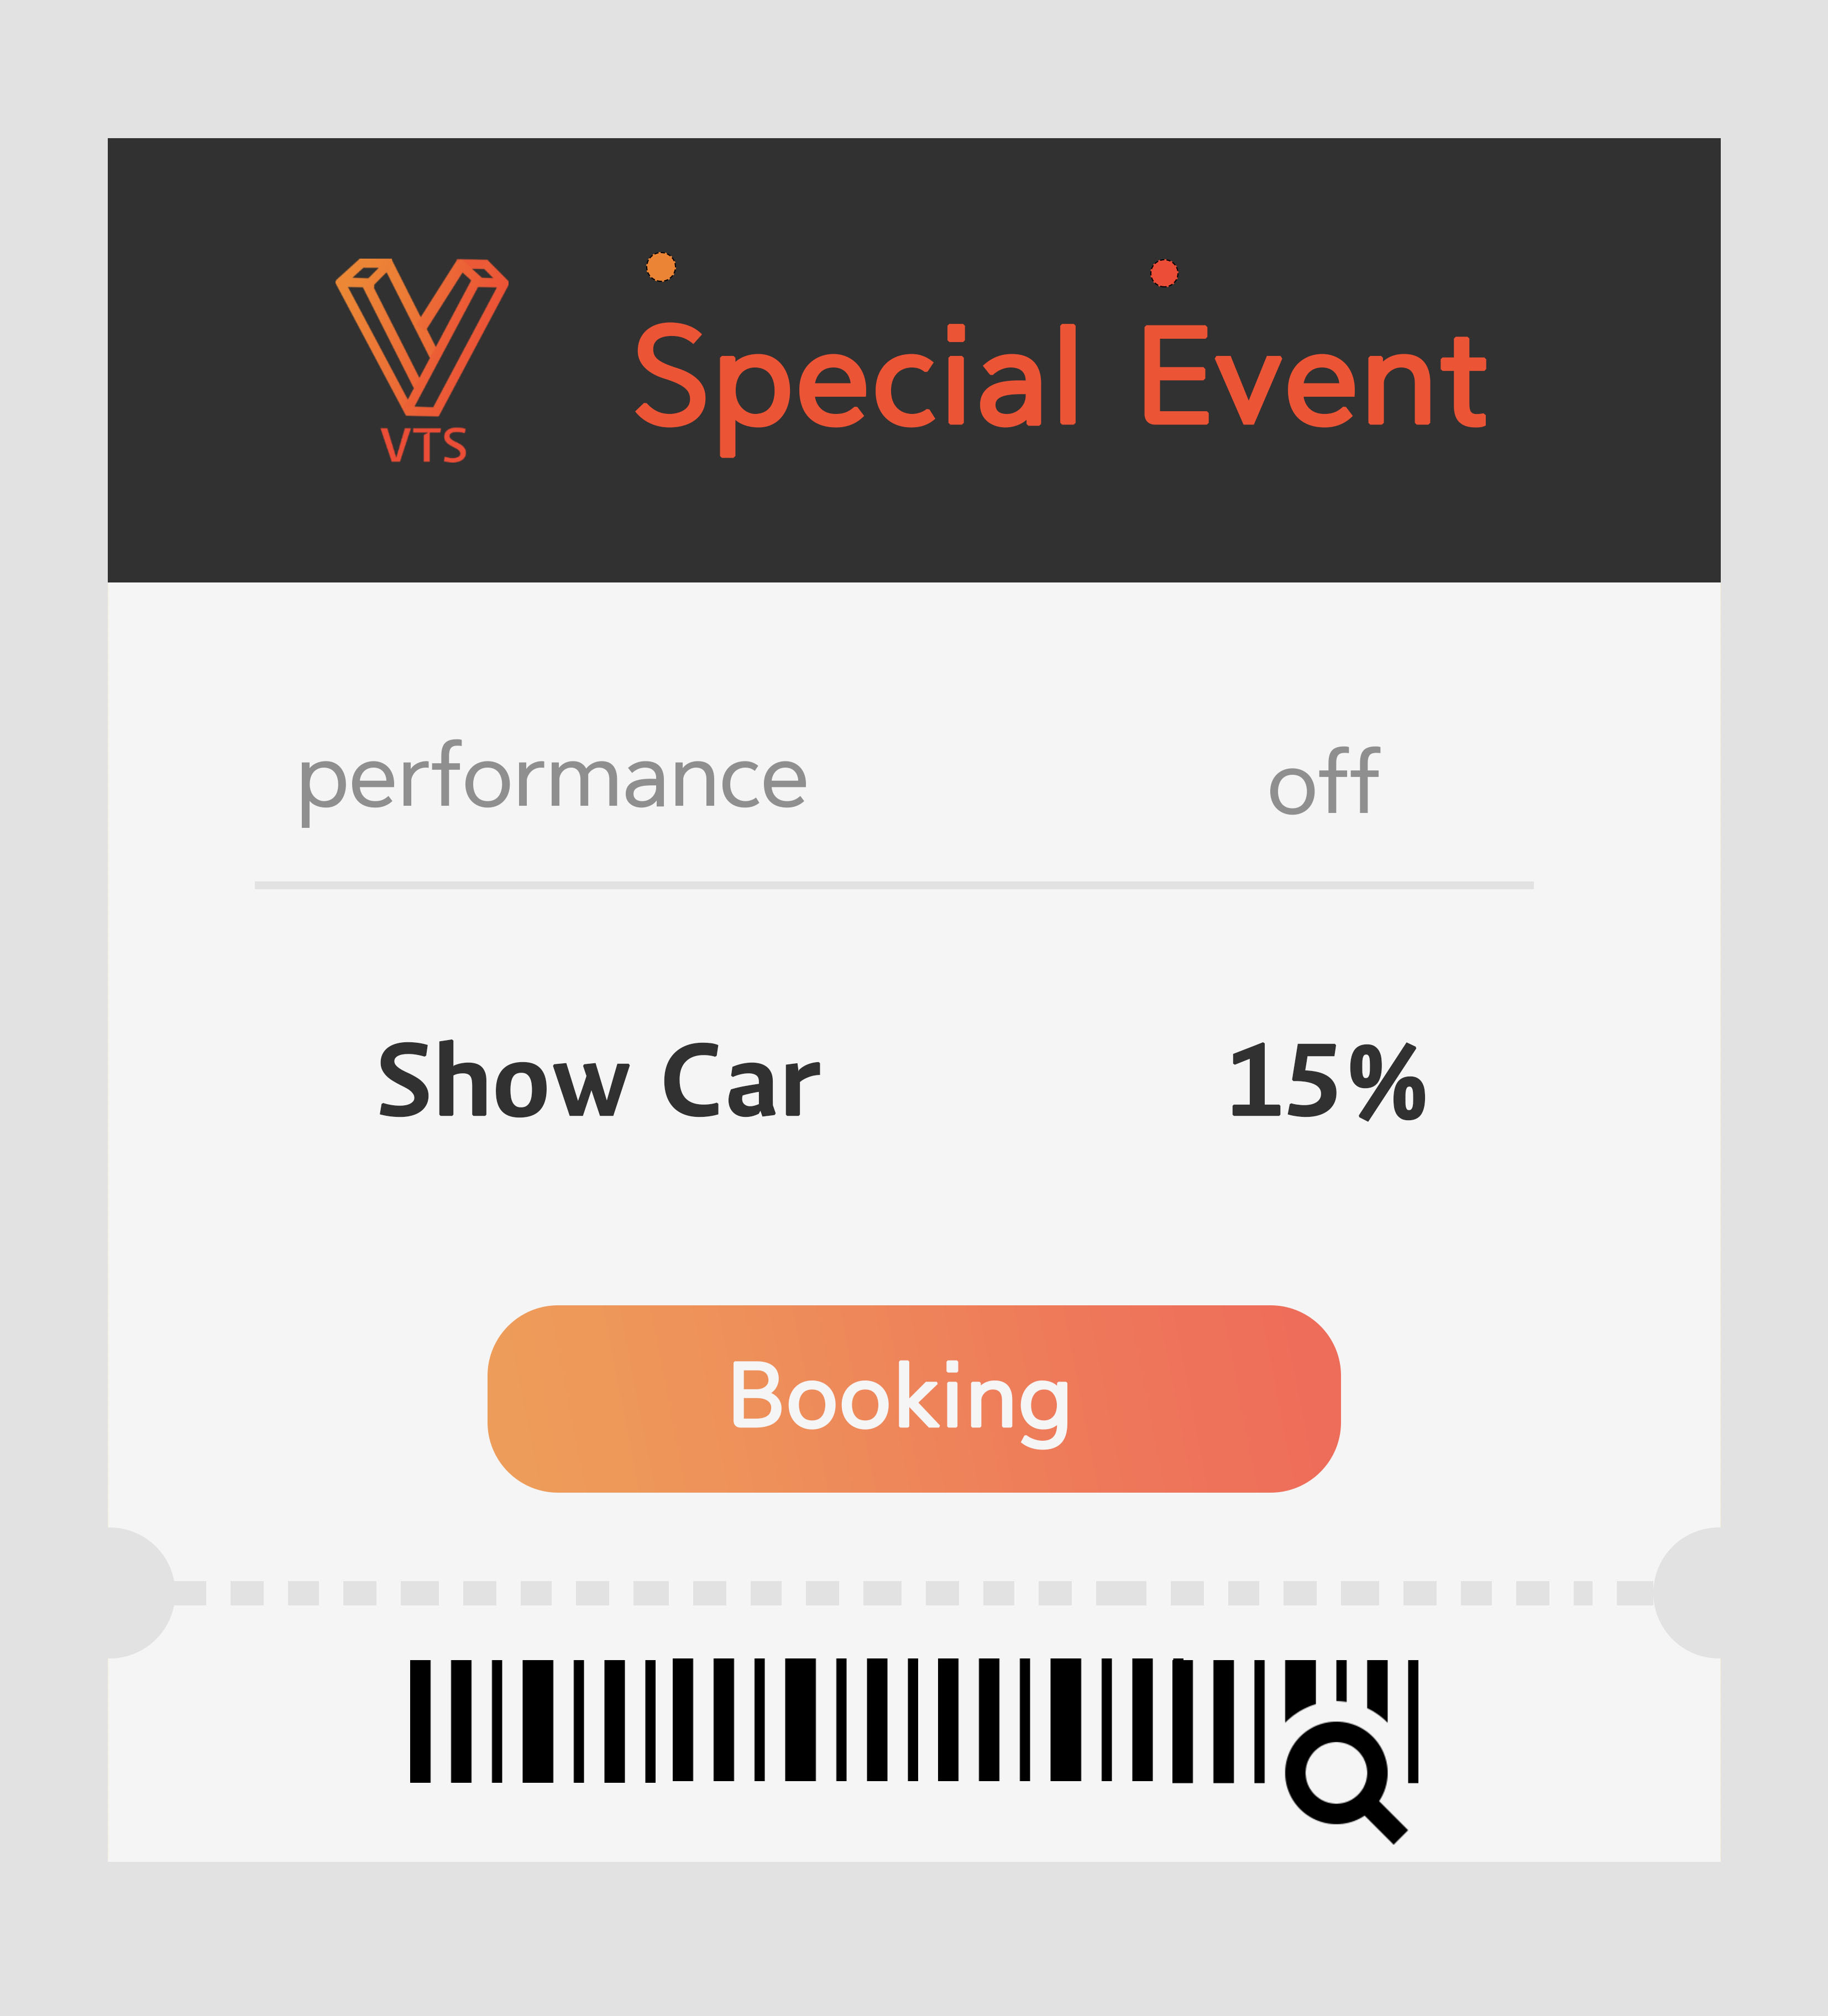 VTS
Special Event
performance off
Show Car 15%
Booking